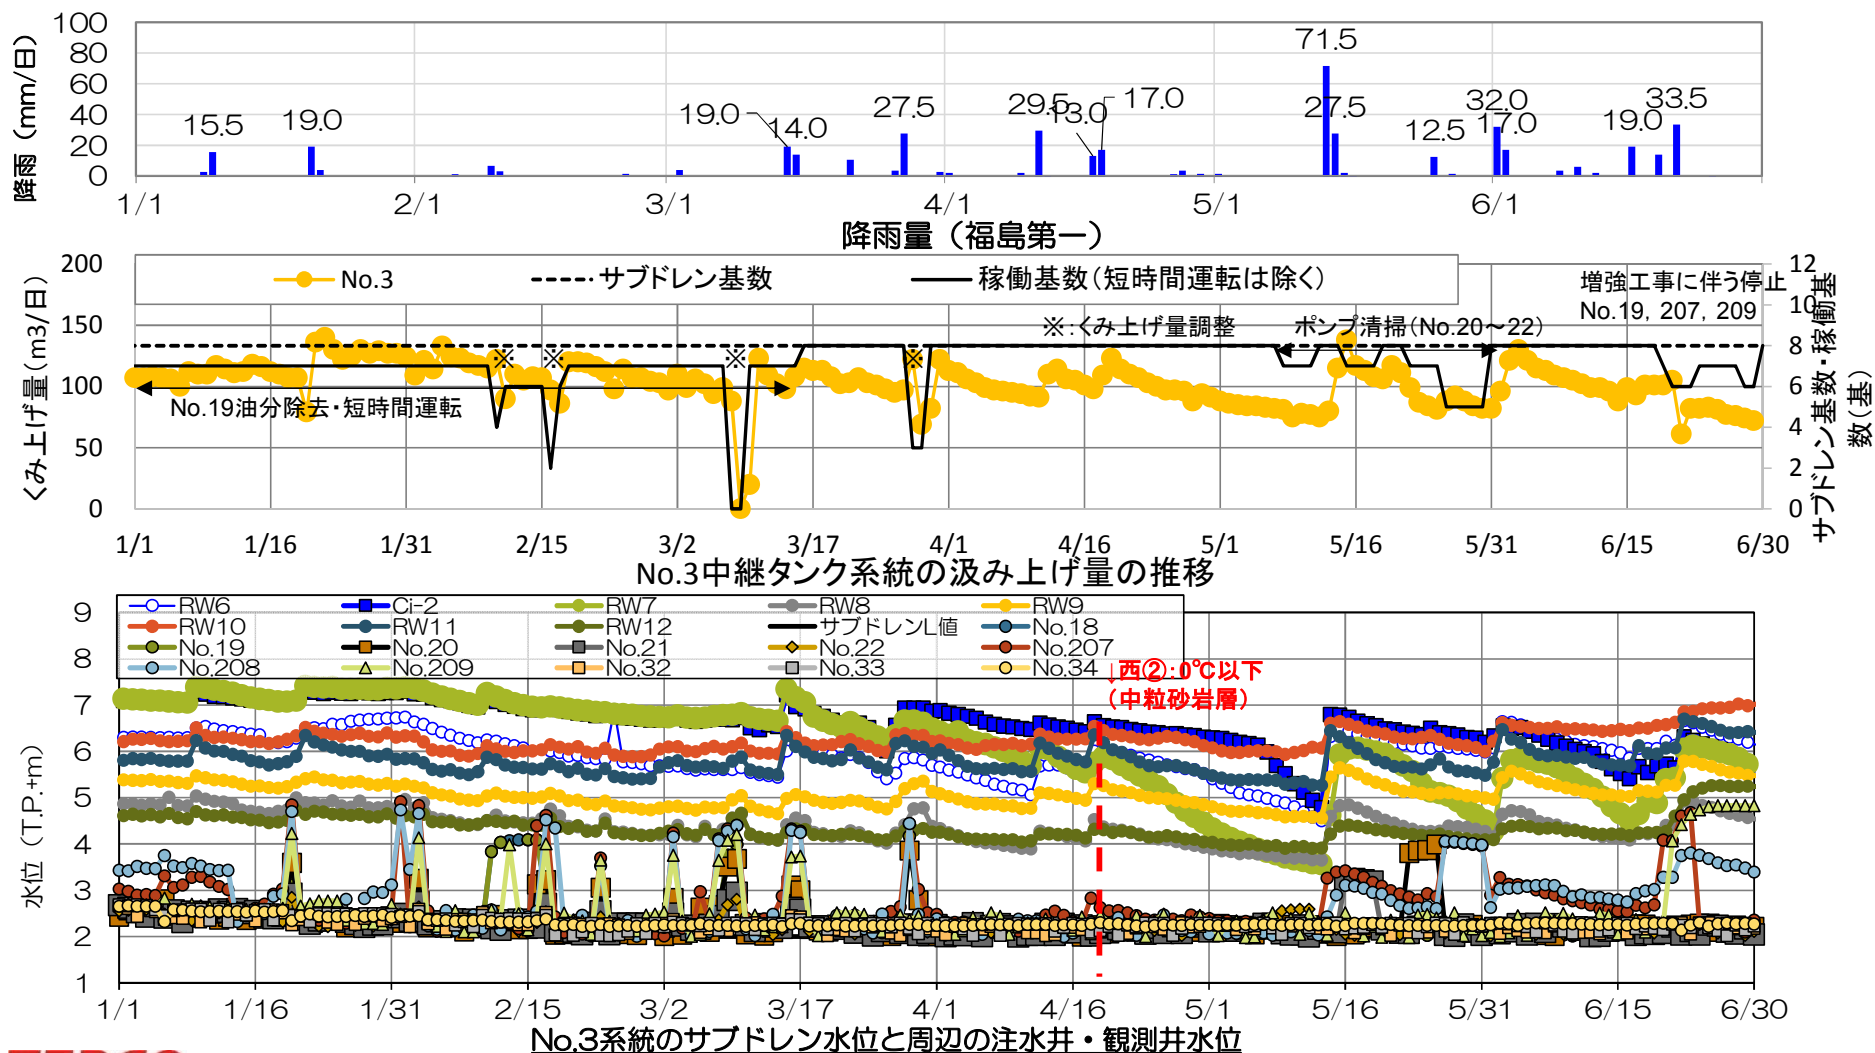 降雨 (mm/日)
100
80
60
40
20
0
15.5
19.0
19.0
14.0
27.5
29.5
13.0
17.0
71.5
27.5
12.5
32.0
17.0
19.0
33.5
1/1 2/1 3/1 4/1 5/1 6/1
降雨量（福島第一）
くみ上げ量(m3/日)
200
150
100
50
0
No.3 サブドレン基数 稼働基数(短時間運転は除く)
増強工事に伴う停止
No.19, 207, 209
※:くみ上げ量調整
ポンプ清掃(No.20～22)
※ ※ ※ ※
No.19油分除去・短時間運転
12
10
8
6
4
2
0
サブドレン基数・稼働基
数(基)
1/1 1/16 1/31 2/15 3/2 3/17 4/1 4/16 5/1 5/16 5/31 6/15 6/30
No.3中継タンク系統の汲み上げ量の推移
水位 (T.P.+m)
9
8
7
6
5
4
3
2
1
RW6 Ci-2 RW7 RW8 RW9
RW10 RW11 RW12 サブドレンL値 No.18
No.19 No.20 No.21 No.22 No.207
No.208 No.209 No.32 No.33 No.34
↓西②:0℃以下
(中粒砂岩層)
1/1 1/16 1/31 2/15 3/2 3/17 4/1 4/16 5/1 5/16 5/31 6/15 6/30
No.3系統のサブドレン水位と周辺の注水井・観測井水位